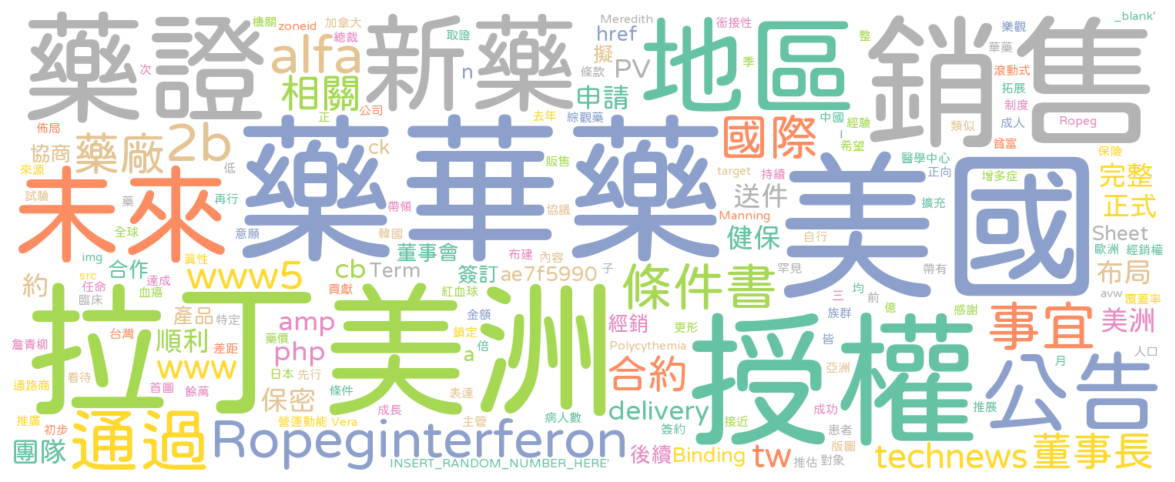 藥證
新藥
地區
銷售
alfa
相關
2b
藥廠
協商
未來
藥華藥
美國
國際
申請
PV
href
擬
機關
zoneid
加拿大
總裁
取證
Meredith
條款
衔接性
季
整
樂觀
華藥
_blank'
滾動式
拓展
制度
成人
Ropeg
類似
貧富
次
佈局
來源
試驗
藥
低
再行
正
公司
去年
綜觀藥
n
ck
販售
target
中國
I
經驗
希望
醫學中心
正向
持續
增多症
保險
完整
正式
送件
擴充
Manning
健保
自行
Sheet
歐洲
經銷權
布局
全球
意願
帶領
韓國
協議
董事會
布建
內容
子
罕見
帶有
img
眞性
合作
src
任命
達成
臨床
血癌
www5
cb
Term
簽訂
ae7f5990
條件書
貢獻
紅血球
約
產品
特定
amp
藥價
鎖定
金額
倍
a
經銷
更形
三
前
均
億
族群
皆
感謝
avw
覆蓋率
美洲
事宜
拉丁美洲
授權
公告
詹青柳
台灣
順利
差距
php
日本
先行
Polycythemia
亞洲
月
人口
通路商
看待
www
首圖
餘萬
保密
條件
表達
合約
成功
推展
推廣
初步
通過
成長
主管
病人數
delivery
接近
簽約
患者
版圖
團隊
Ropeginterferon
營運動能
Vera
INSERT_RANDOM_NUMBER_HERE'
後續
Binding
tw
推估
對象
technews
董事長